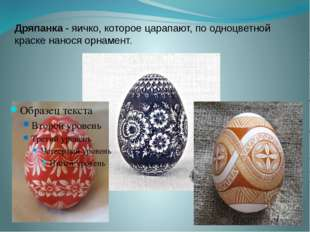 Дряпанка - яичко, которое царапают, по одноцветной
краске нанося орнамент.
Образец текста
Второй уровень
Третий уровень
Четвертый уровень
Пятый уровень